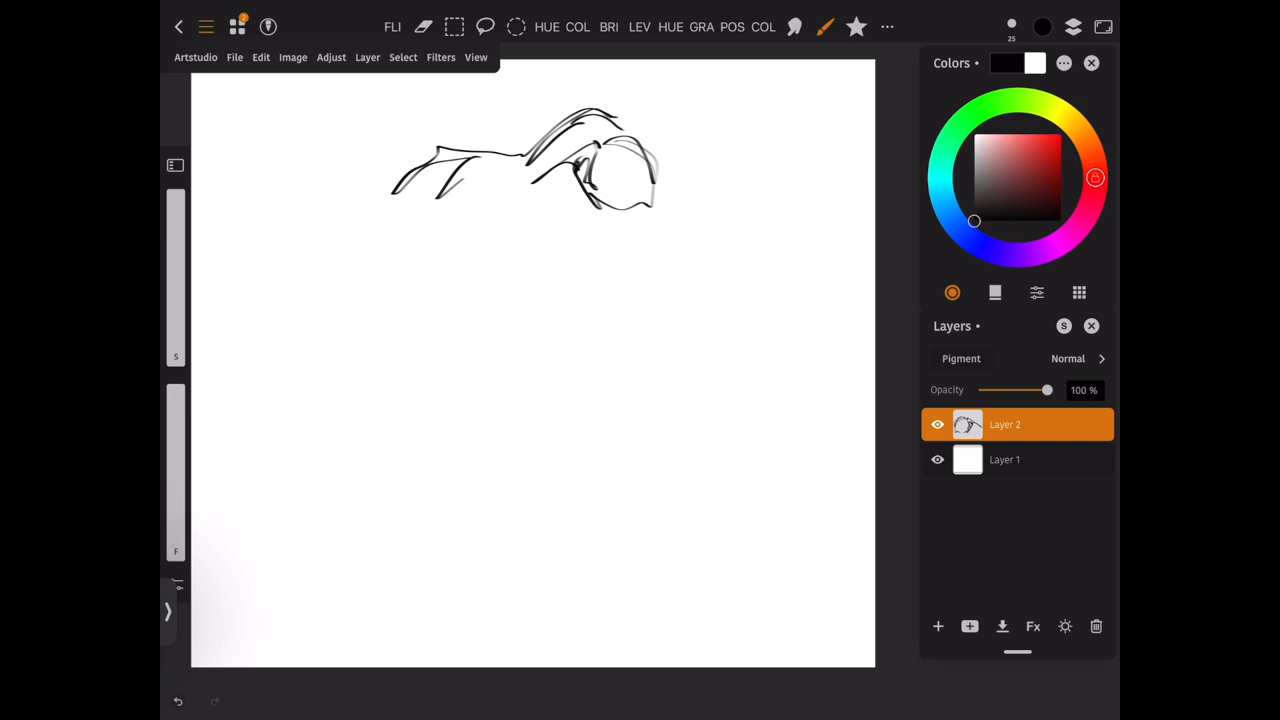 2
FLI HUE COL BRI LEV HUE GRA POS COL
25
Artstudio File Edit Image Adjust Layer Select Filters View
Colors
S
F
Layers
S
Pigment Normal
Opacity 100 %
Layer 2
Layer 1
Fx